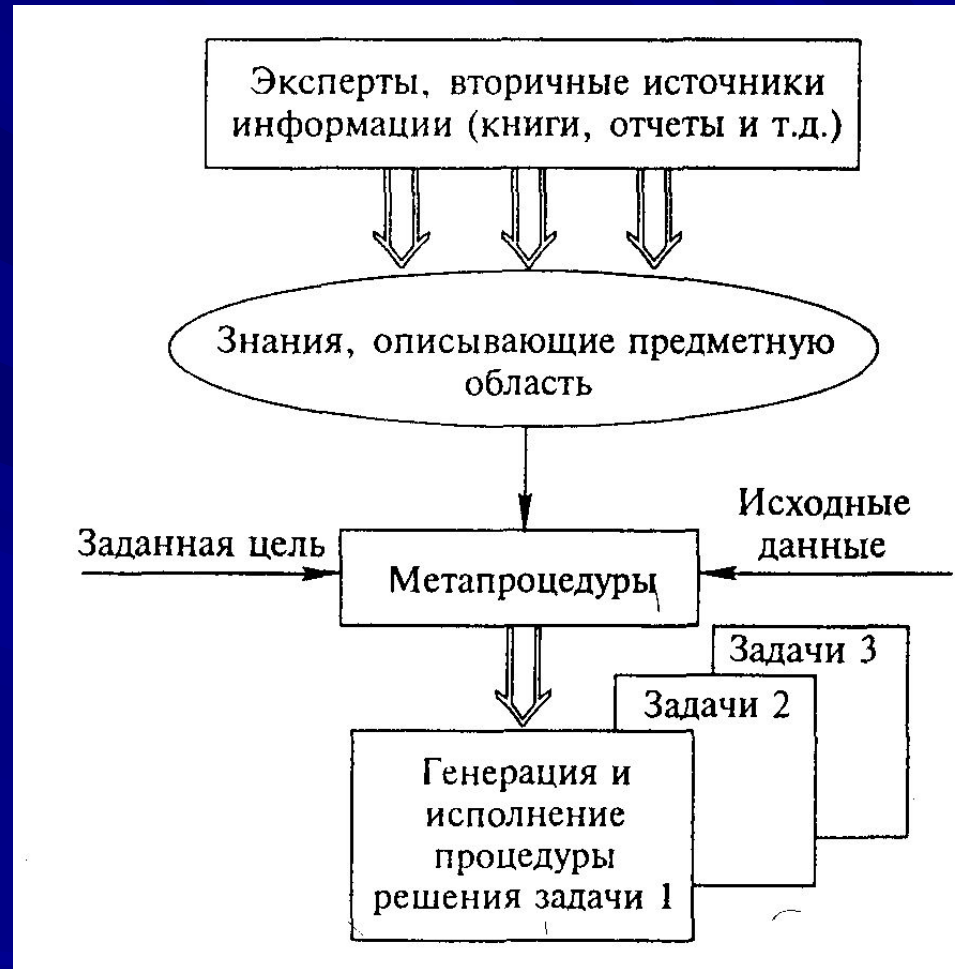 Эксперты, вторичные источники
информации (книги, отчеты и т.д.)
Знания, описывающие предметную
область
Заданная цель
Исходные
данные
Метапроцедуры
Задачи 3
Задачи 2
Генерация и
исполнение
процедуры
решения задачи 1